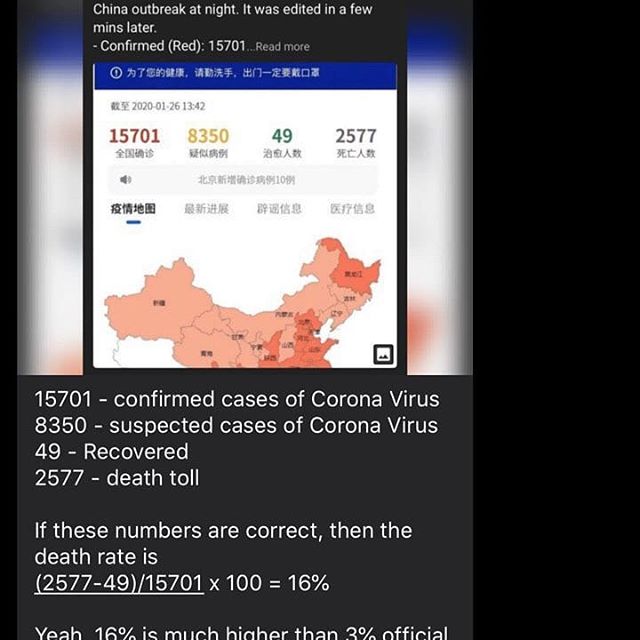 China outbreak at night. It was edited in a few
mins later.
- Confirmed (Red): 15701...Read more
为了您的健康，请勤洗手，出门一定要戴口罩
截至 2020-01-26 13:42
15701 8350 49 2577
全国确诊 疑似病例 治愈人数 死亡人数
北京新增确诊病例10例
疫情地图 最新进展 辟谣信息 医疗信息
黑龙江
吉林
新疆
辽宁
内蒙古
北京
甘肃
河北
山西
山东
宁夏
青海
陕西
15701 - confirmed cases of Corona Virus
8350 - suspected cases of Corona Virus
49 - Recovered
2577 - death toll
If these numbers are correct, then the
death rate is
(2577-49)/15701 x 100 = 16%
Yeah, 16% is much higher than 3% official